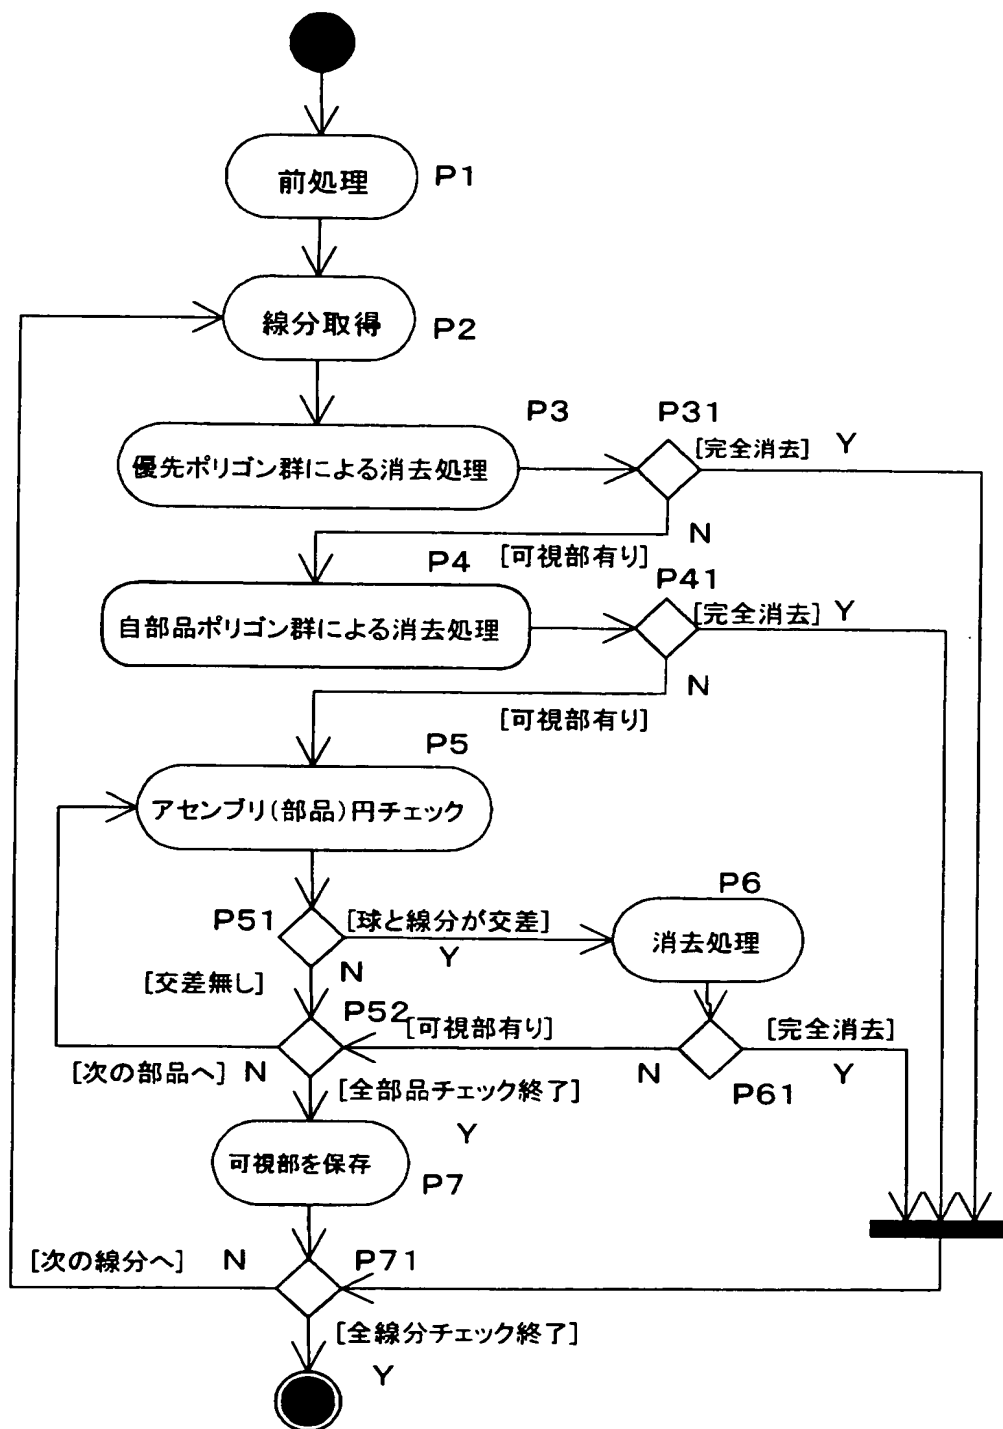 前処理
P1
線分取得
P2
P3
P31
優先ポリゴン群による消去処理
[完全消去]
Y
N
[可視部有り]
P4
P41
自部品ポリゴン群による消去処理
[完全消去]
Y
N
[可視部有り]
P5
アセンブリ(部品)円チェック
P51
[球と線分が交差]
Y
P6
消去処理
N
[交差無し]
P52
[可視部有り]
N
[完全消去]
Y
P61
[次の部品へ]
N
[全部品チェック終了]
Y
可視部を保存
P7
[次の線分へ]
N
P71
[全線分チェック終了]
Y